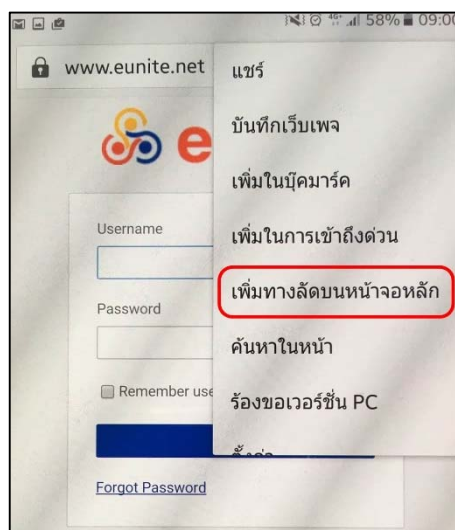 4G+ 58% 09:00
www.eunite.net
แชร์
บันทึกเว็บเพจ
เพิ่มในบุ๊คมาร์ค
เพิ่มในการเข้าถึงด่วน
เพิ่มทางลัดบนหน้าจอหลัก
ค้นหาในหน้า
ร้องขอเวอร์ชั่น PC
e
Username
Password
Remember use
Forgot Password